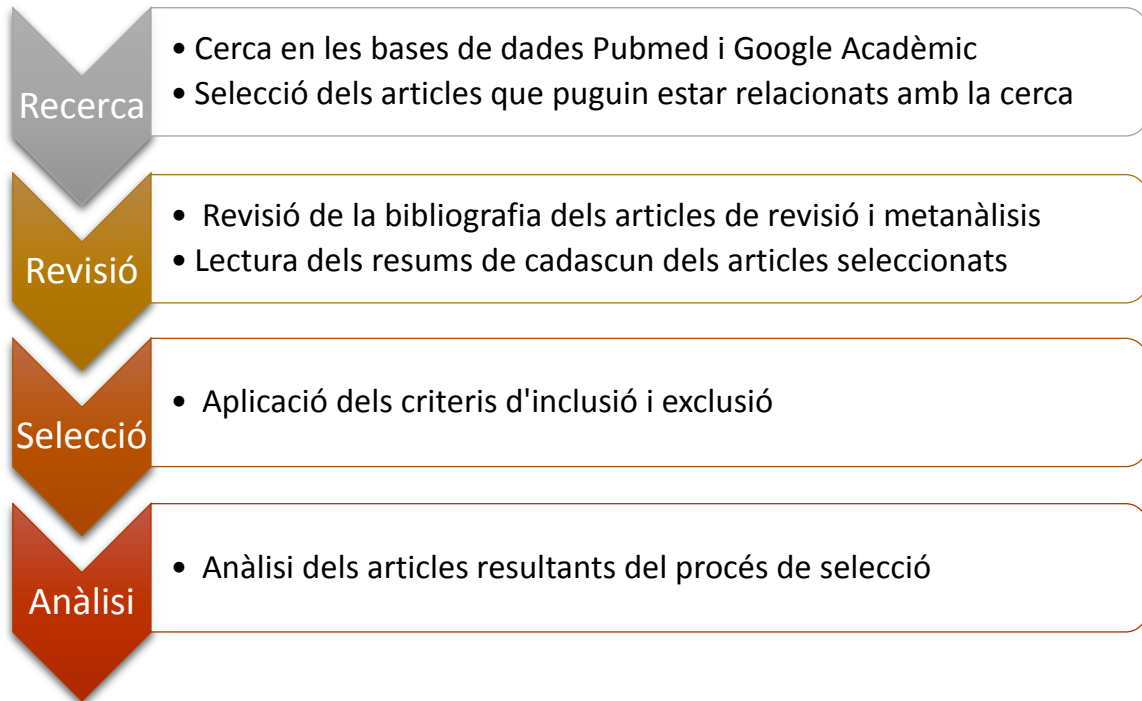 Recerca
• Cerca en les bases de dades Pubmed i Google Acadèmic
• Selecció dels articles que puguin estar relacionats amb la cerca
Revisió
• Revisió de la bibliografia dels articles de revisió i metanàlisis
• Lectura dels resums de cadascun dels articles seleccionats
Selecció
• Aplicació dels criteris d'inclusió i exclusió
Anàlisi
• Anàlisi dels articles resultants del procés de selecció